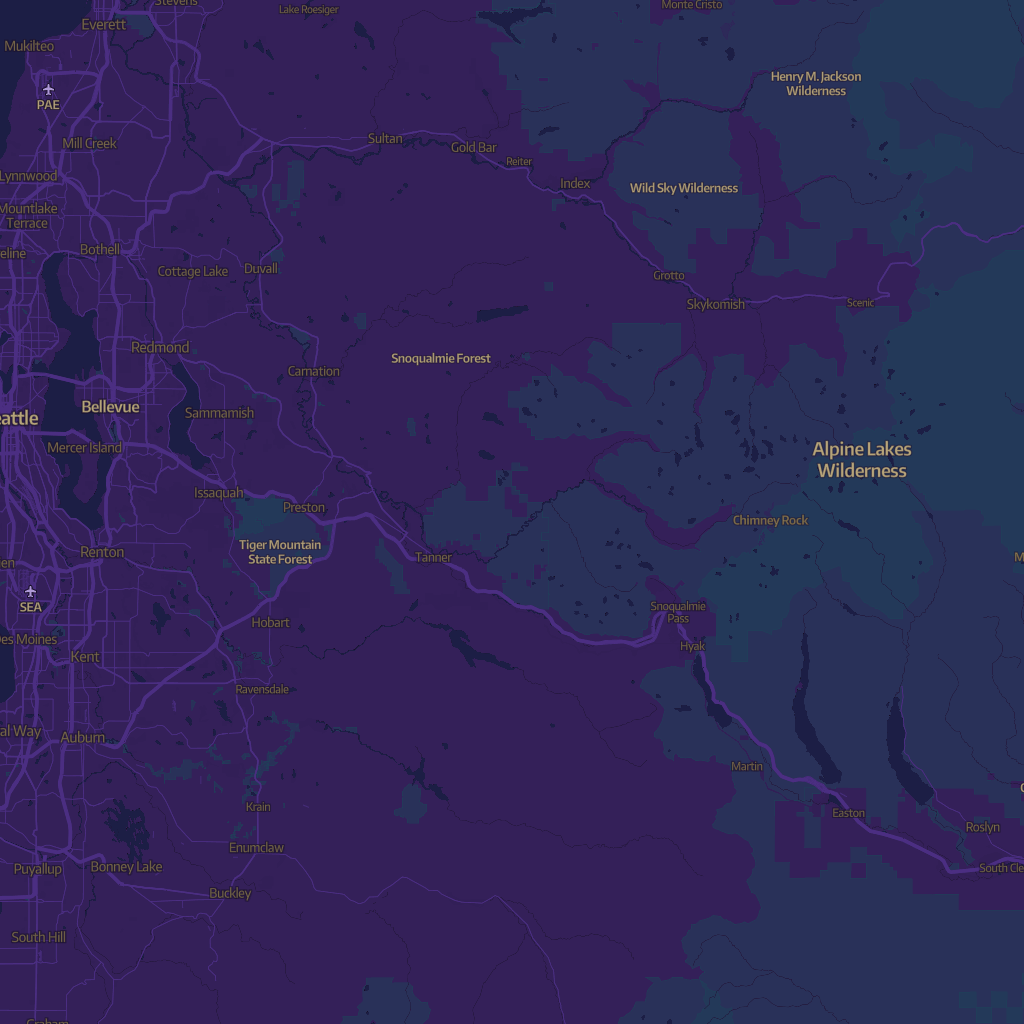 Stevens
Lake Roesiger
Monte Cristo
Everett
Mukilteo
Henry M. Jackson
Wilderness
PAE
Mill Creek
Sultan
Gold Bar
Reiter
Lynnwood
Index
Wild Sky Wilderness
Mountlake
Terrace
eline
Bothell
Cottage Lake
Duvall
Grotto
Skykomish
Scenic
Redmond
Snoqualmie Forest
Carnation
Bellevue
eattle
Sammamish
Mercer Island
Alpine Lakes
Wilderness
Issaquah
Preston
Chimney Rock
Tiger Mountain
State Forest
Renton
Tanner
en
M
SEA
Snoqualmie
Pass
Hobart
Des Moines
Hyak
Kent
Ravensdale
al Way
Auburn
Martin
Krain
Easton
Roslyn
Enumclaw
Puyallup
Bonney Lake
South Cle
Buckley
South Hill
Graham